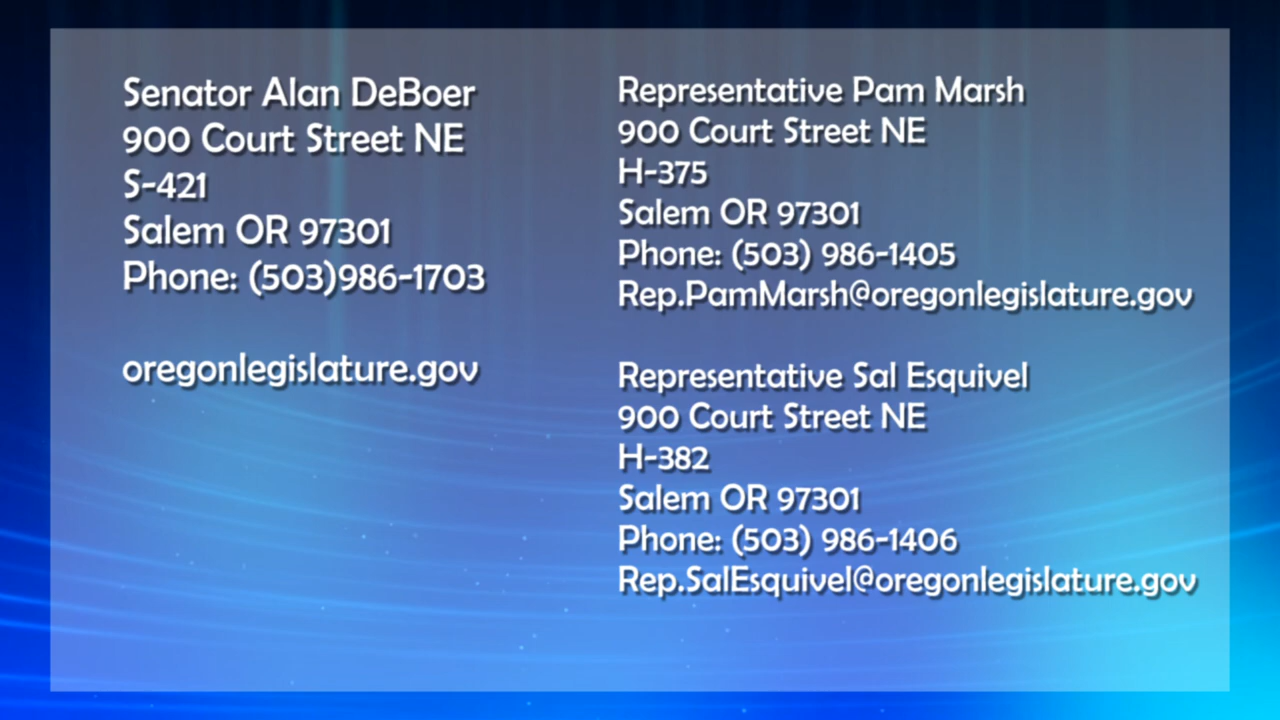 Senator Alan DeBoer
900 Court Street NE
S-421
Salem OR 97301
Phone: (503)986-1703
oregonlegislature.gov
Representative Pam Marsh
900 Court Street NE
H-375
Salem OR 97301
Phone: (503) 986-1405
Rep.PamMarsh@oregonlegislature.gov
Representative Sal Esquivel
900 Court Street NE
H-382
Salem OR 97301
Phone: (503) 986-1406
Rep.SalEsquivel@oregonlegislature.gov